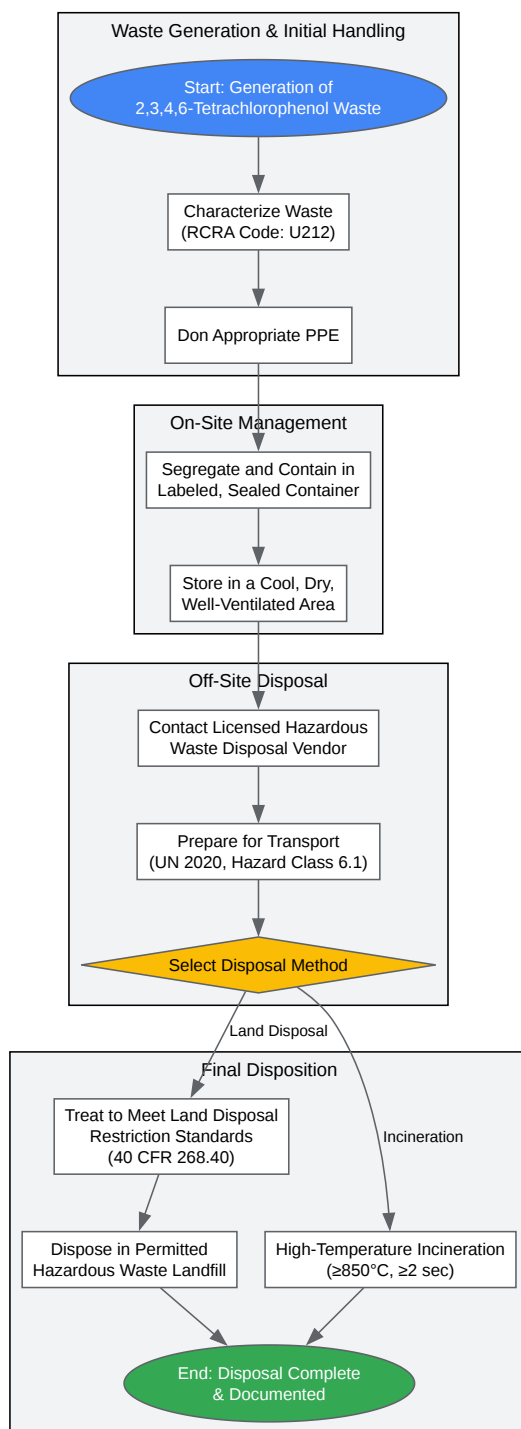 Waste Generation & Initial Handling
Start: Generation of
2,3,4,6-Tetrachlorophenol Waste
Characterize Waste
(RCRA Code: U212)
Don Appropriate PPE
On-Site Management
Segregate and Contain in
Labeled, Sealed Container
Store in a Cool, Dry,
Well-Ventilated Area
Off-Site Disposal
Contact Licensed Hazardous
Waste Disposal Vendor
Prepare for Transport
(UN 2020, Hazard Class 6.1)
Select Disposal Method
Land Disposal
Final Disposition
Treat to Meet Land Disposal
Restriction Standards
(40 CFR 268.40)
Incineration
Dispose in Permitted
Hazardous Waste Landfill
High-Temperature Incineration
(≥850°C, ≥2 sec)
End: Disposal Complete
& Documented